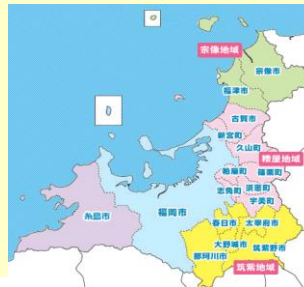 宗像地域
宗像市
福津市
古賀市
新宮町
久山町
糟屋地域
粕屋町
篠栗町
志免町
須恵町
宇美町
糸島市
福岡市
春日市
太宰府市
大野城市
筑紫野市
那珂川市
筑紫地域